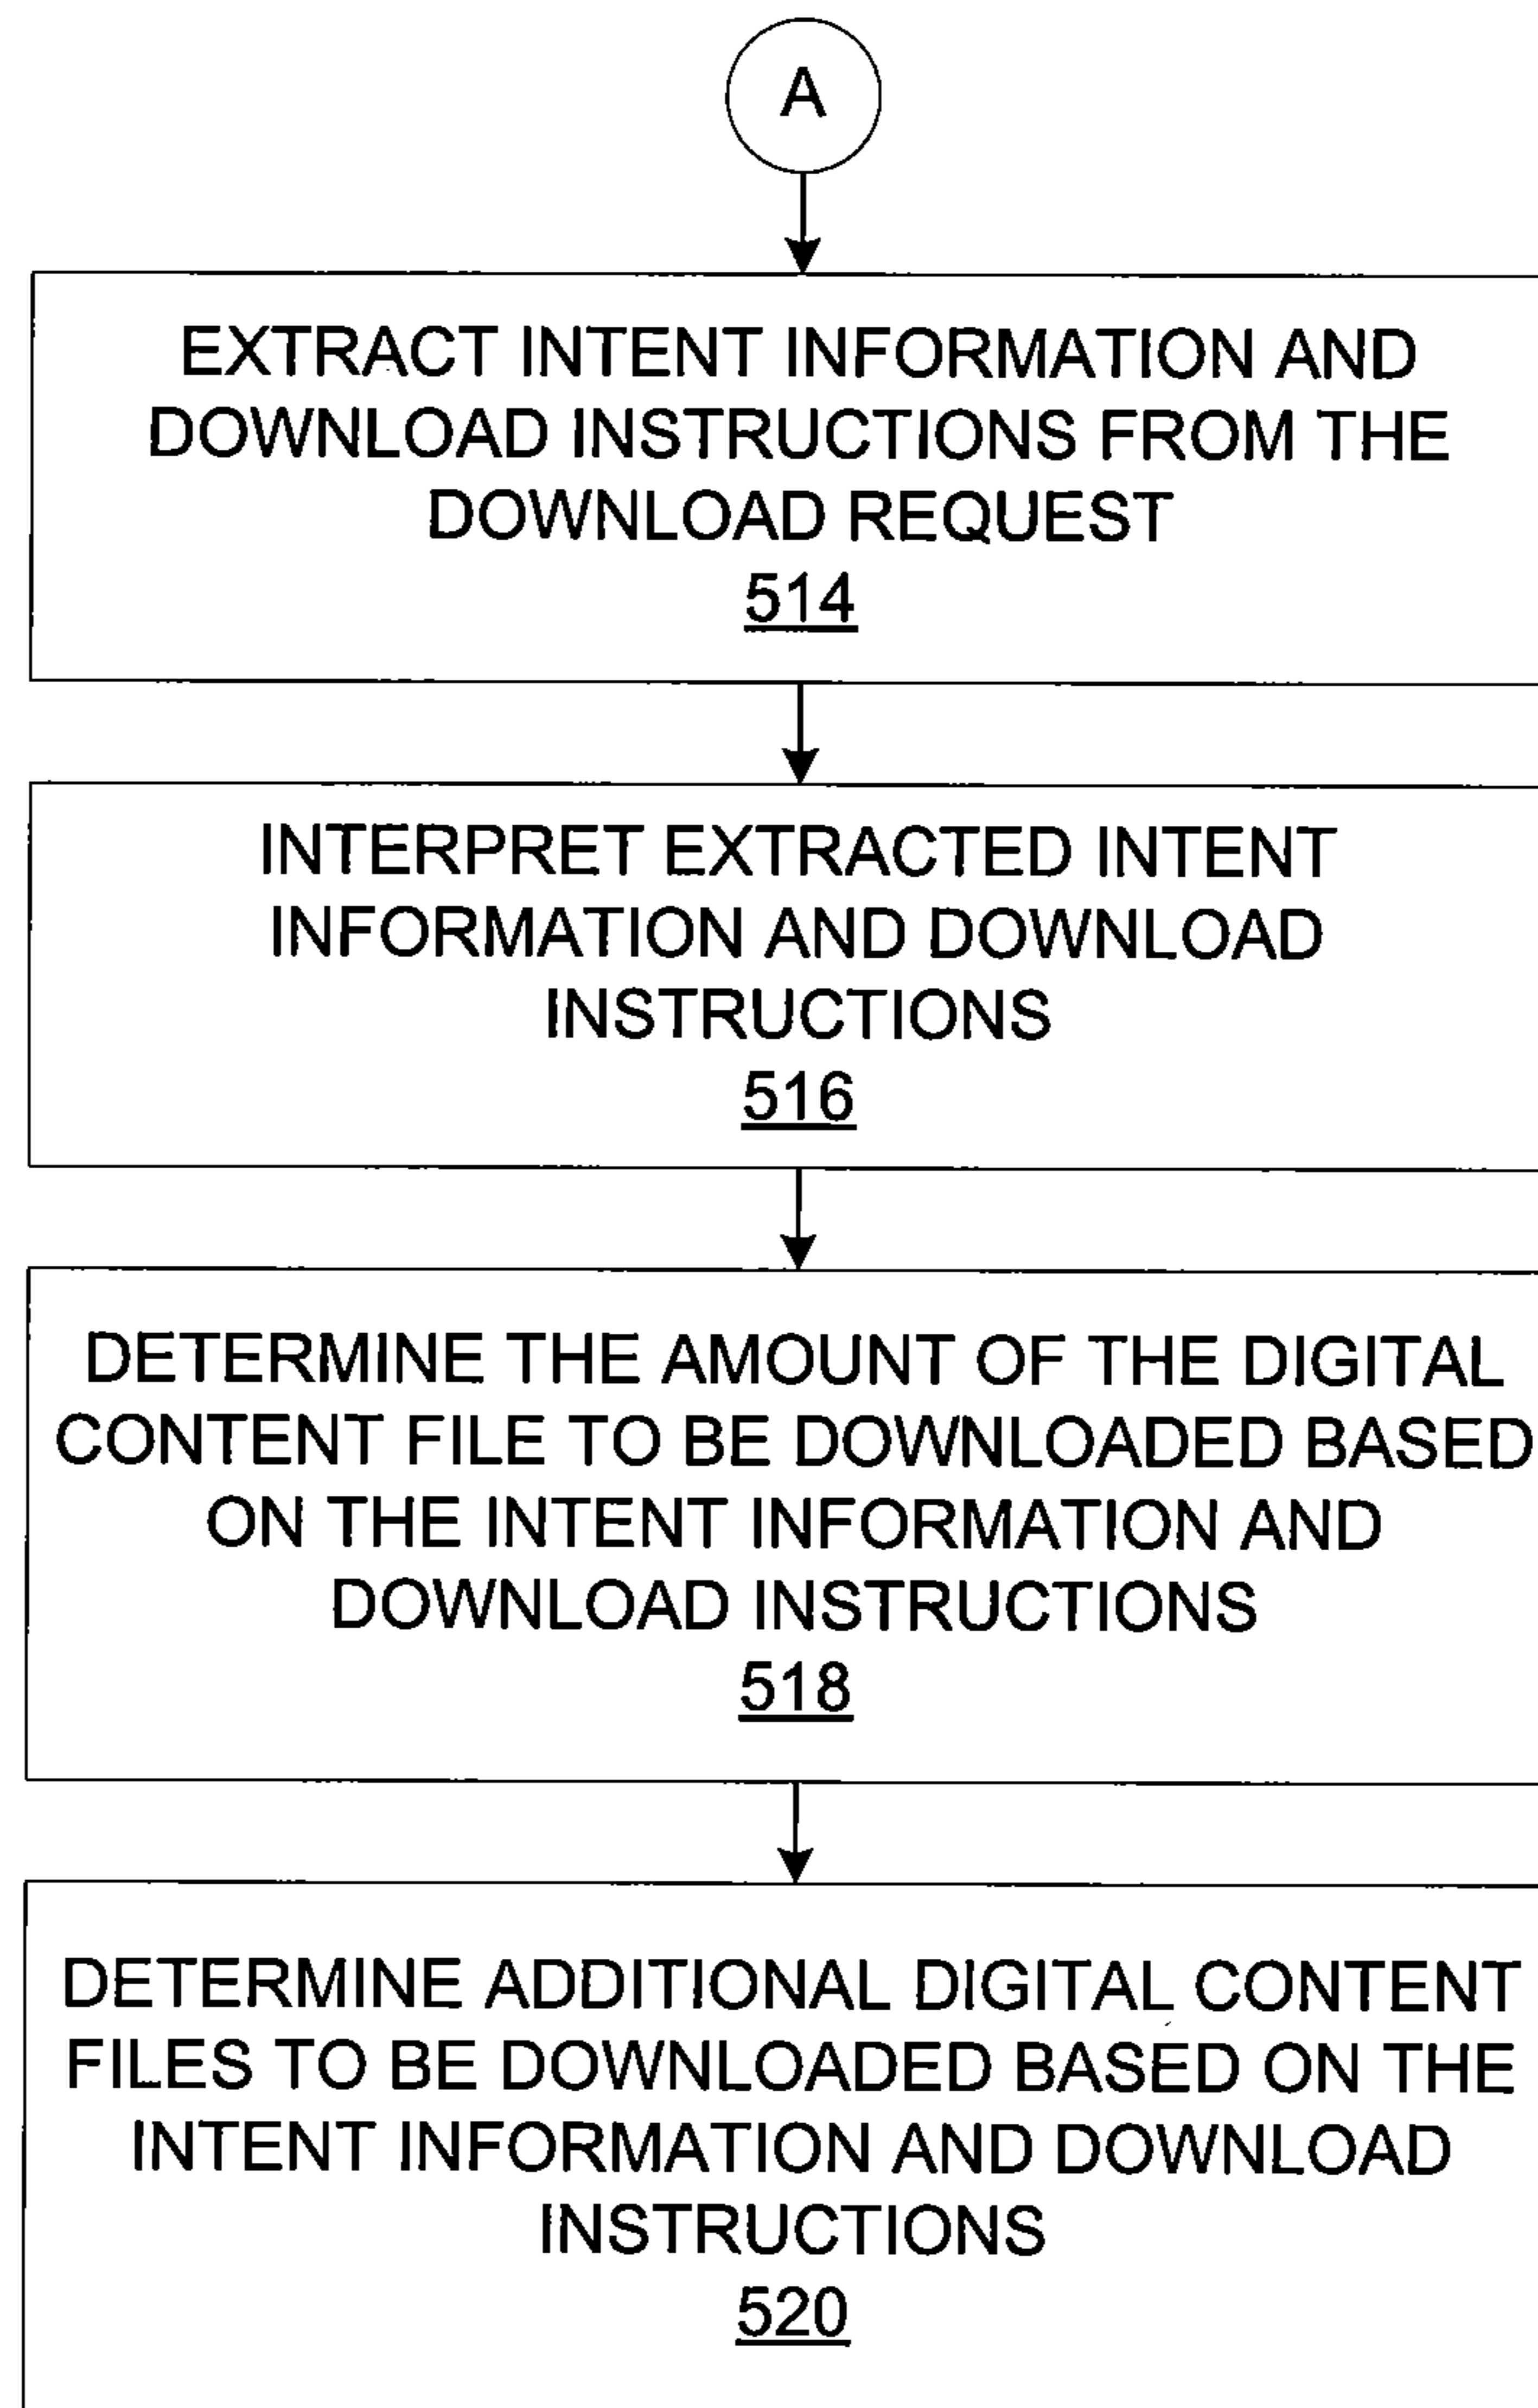 A
EXTRACT INTENT INFORMATION AND
DOWNLOAD INSTRUCTIONS FROM THE
DOWNLOAD REQUEST
514
INTERPRET EXTRACTED INTENT
INFORMATION AND DOWNLOAD
INSTRUCTIONS
516
DETERMINE THE AMOUNT OF THE DIGITAL
CONTENT FILE TO BE DOWNLOADED BASED
ON THE INTENT INFORMATION AND
DOWNLOAD INSTRUCTIONS
518
DETERMINE ADDITIONAL DIGITAL CONTENT
FILES TO BE DOWNLOADED BASED ON THE
INTENT INFORMATION AND DOWNLOAD
INSTRUCTIONS
520